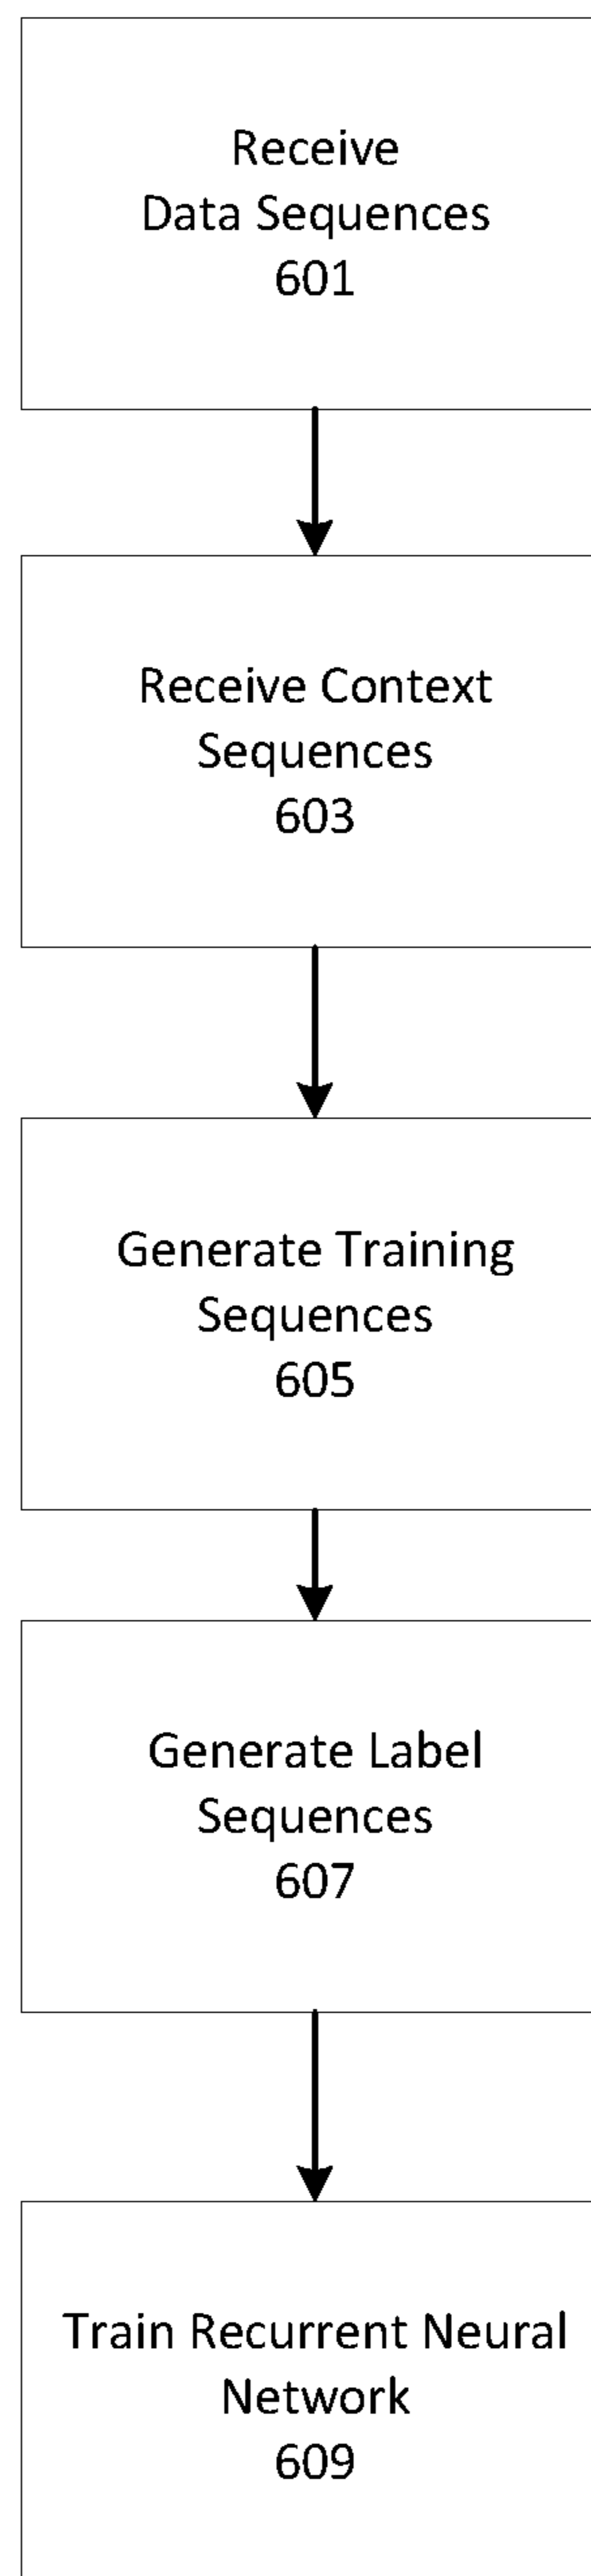 Receive
Data Sequences
601
Receive Context
Sequences
603
Generate Training
Sequences
605
Generate Label
Sequences
607
Train Recurrent Neural
Network
609